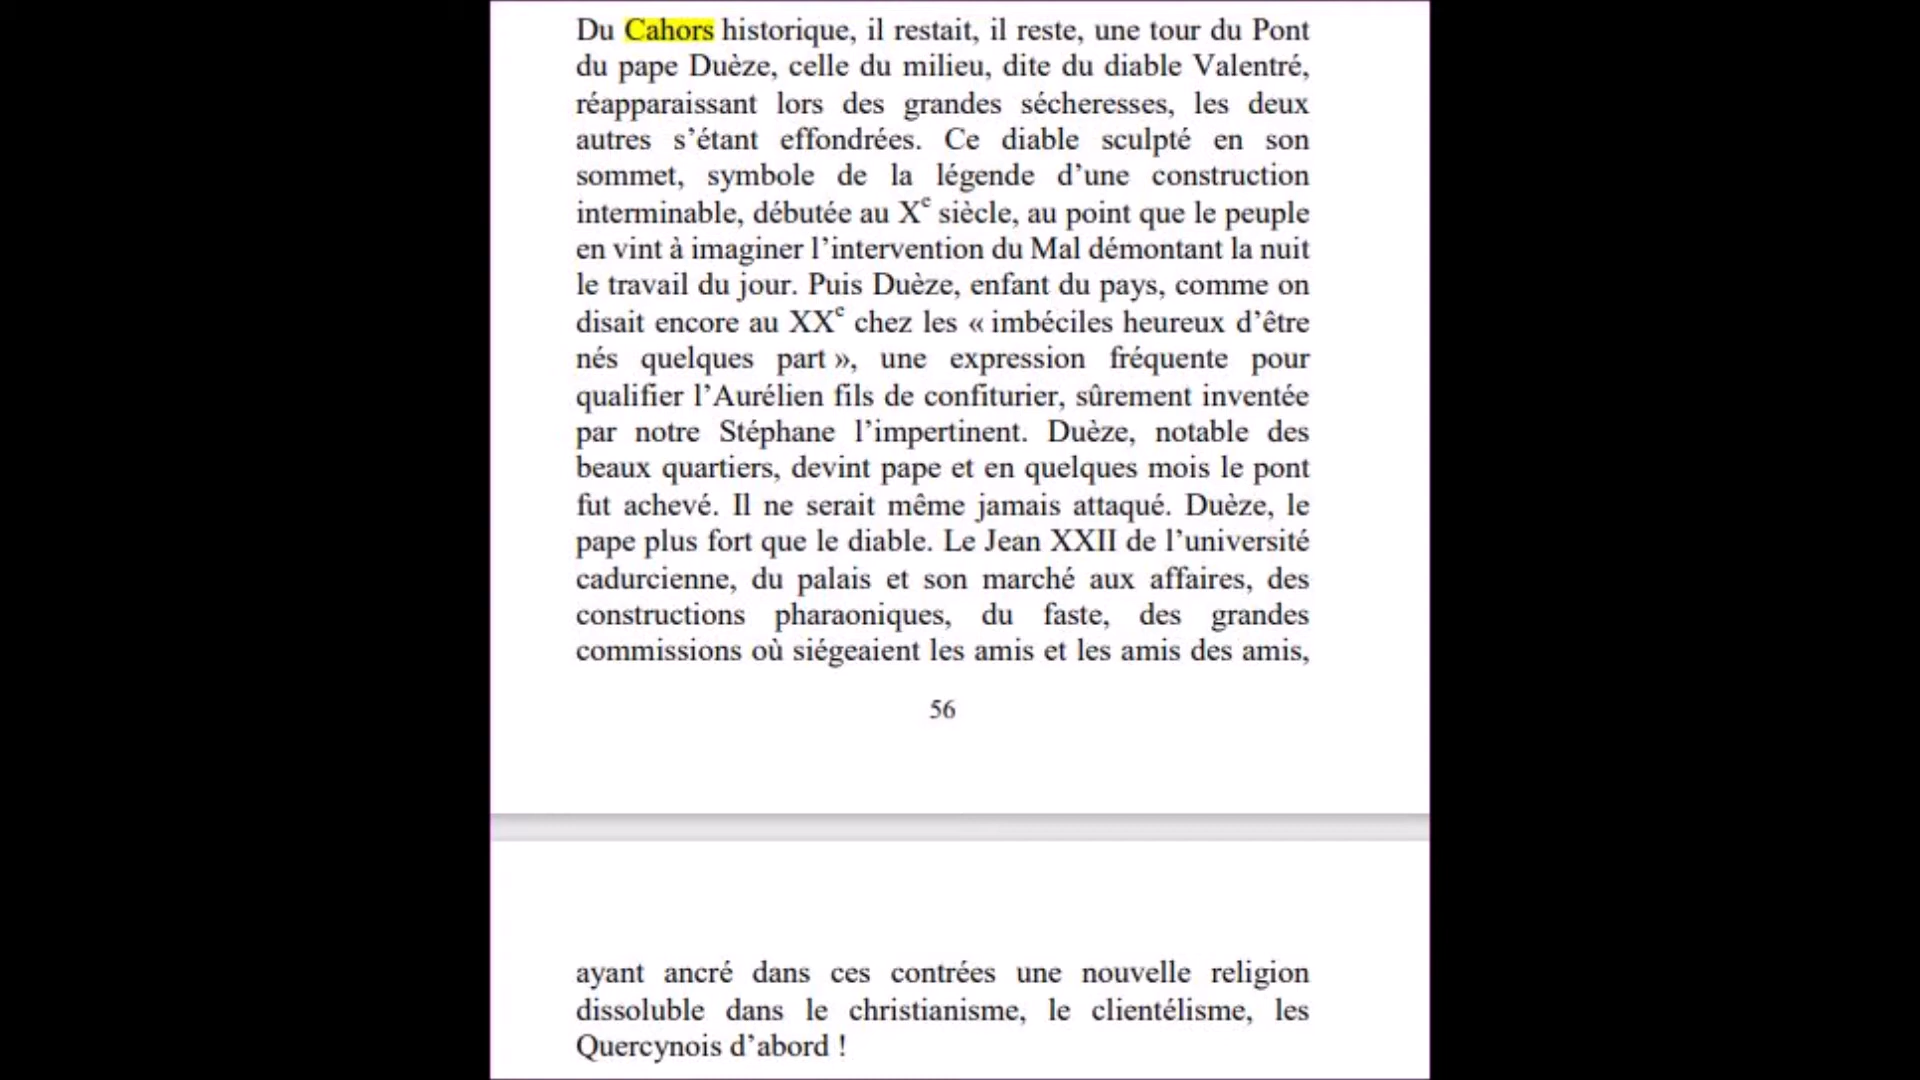 Du Cahors historique, il restait, il reste, une tour du Pont
du pape Duèze, celle du milieu, dite du diable Valentré,
réapparaissant lors des grandes sécheresses, les deux
autres s’étant effondrées. Ce diable sculpté en son
sommet, symbole de la légende d’une construction
interminable, débutée au Xe siècle, au point que le peuple
en vint à imaginer l’intervention du Mal démontant la nuit
le travail du jour. Puis Duèze, enfant du pays, comme on
disait encore au XXe chez les « imbéciles heureux d’être
nés quelques part », une expression fréquente pour
qualifier l’Aurélien fils de confiturier, sûrement inventée
par notre Stéphane l’impertinent. Duèze, notable des
beaux quartiers, devint pape et en quelques mois le pont
fut achevé. Il ne serait même jamais attaqué. Duèze, le
pape plus fort que le diable. Le Jean XXII de l’université
cadurcienne, du palais et son marché aux affaires, des
constructions pharaoniques, du faste, des grandes
commissions où siégeaient les amis et les amis des amis,
56
ayant ancré dans ces contrées une nouvelle religion
dissoluble dans le christianisme, le clientélisme, les
Quercynois d’abord !